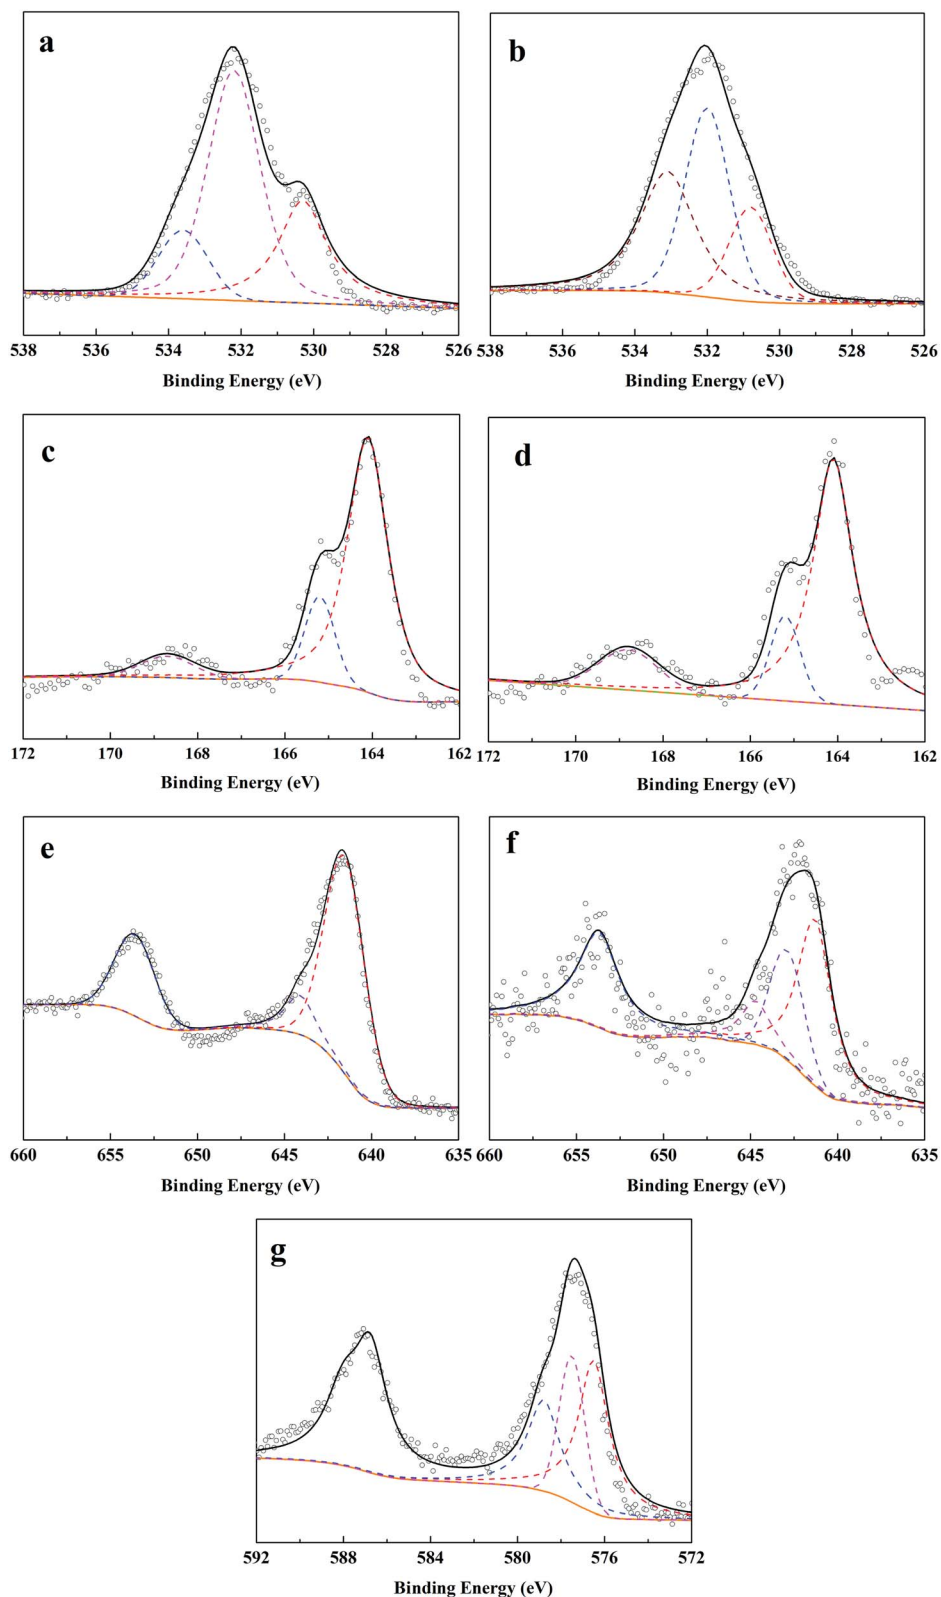 a b
538 536 534 532 530 528 526 538 536 534 532 530 528 526
Binding Energy (eV) Binding Energy (eV)
c d
172 170 168 166 164 162 172 170 168 166 164 162
Binding Energy (eV) Binding Energy (eV)
e f
660 655 650 645 640 635 660 655 650 645 640 635
Binding Energy (eV) Binding Energy (eV)
g
592 588 584 580 576 572
Binding Energy (eV)